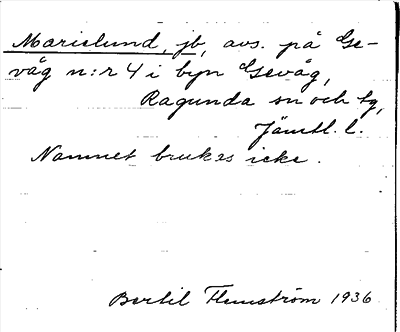 Marielund, jb, avs. på Ge-
våg n:r 4 i byn Gevåg,
Ragunda sn och tg,
Jämtl. l.
Namnet brukas icke.
Bertil Flemström 1936